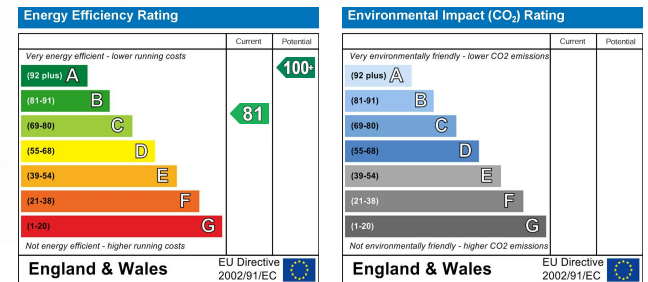 Energy Efficiency Rating
Current Potential
Very energy efficient - lower running costs
(92 plus) A
(81-91) B
(69-80) C
(55-68) D
(39-54) E
(21-38) F
(1-20) G
81
100+
Not energy efficient - higher running costs
England & Wales
EU Directive
2002/91/EC
Environmental Impact (CO2) Rating
Current Potential
Very environmentally friendly - lower CO2 emissions
(92 plus) A
(81-91) B
(69-80) C
(55-68) D
(39-54) E
(21-38) F
(1-20) G
Not environmentally friendly - higher CO2 emissions
England & Wales
EU Directive
2002/91/EC